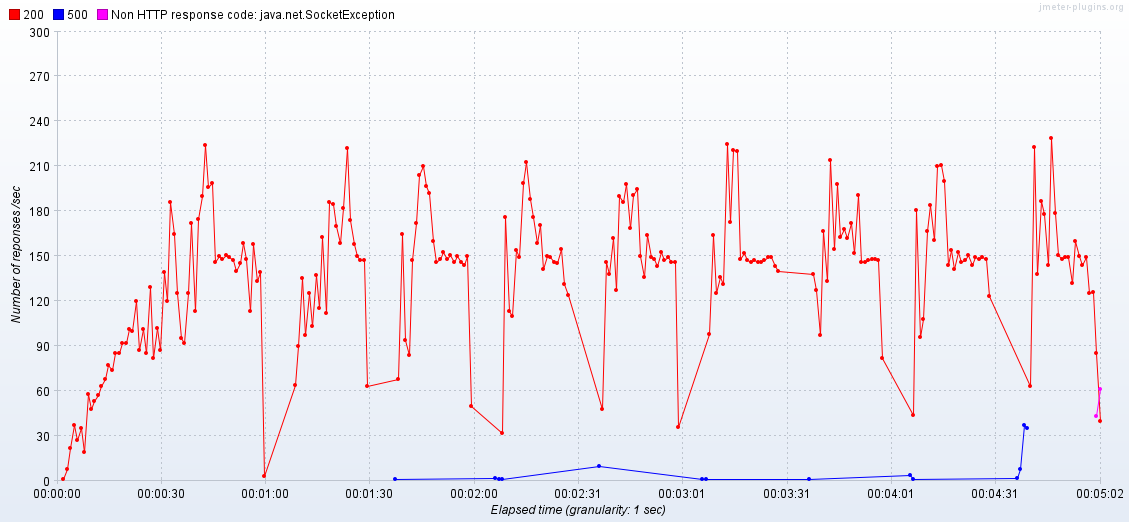 jmeter-plugins.org
200 500 Non HTTP response code: java.net.SocketException
300
270
240
210
180
150
120
90
60
30
0
Number of reponses /sec
00:00:00 00:00:30 00:01:00 00:01:30 00:02:00 00:02:31 00:03:01 00:03:31 00:04:01 00:04:31 00:05:02
Elapsed time (granularity: 1 sec)